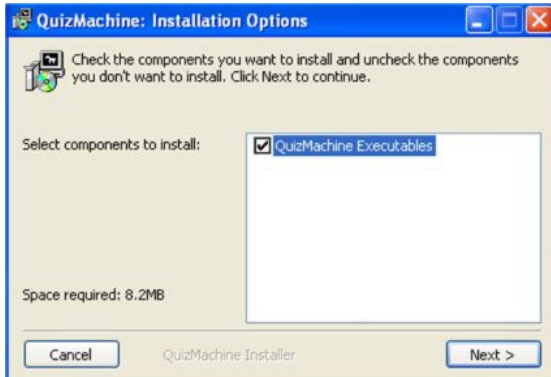 QuizMachine: Installation Options
Check the components you want to install and uncheck the components
you don't want to install. Click Next to continue.
Select components to install:
QuizMachine Executables
Space required: 8.2MB
Cancel
QuizMachine Installer
Next >